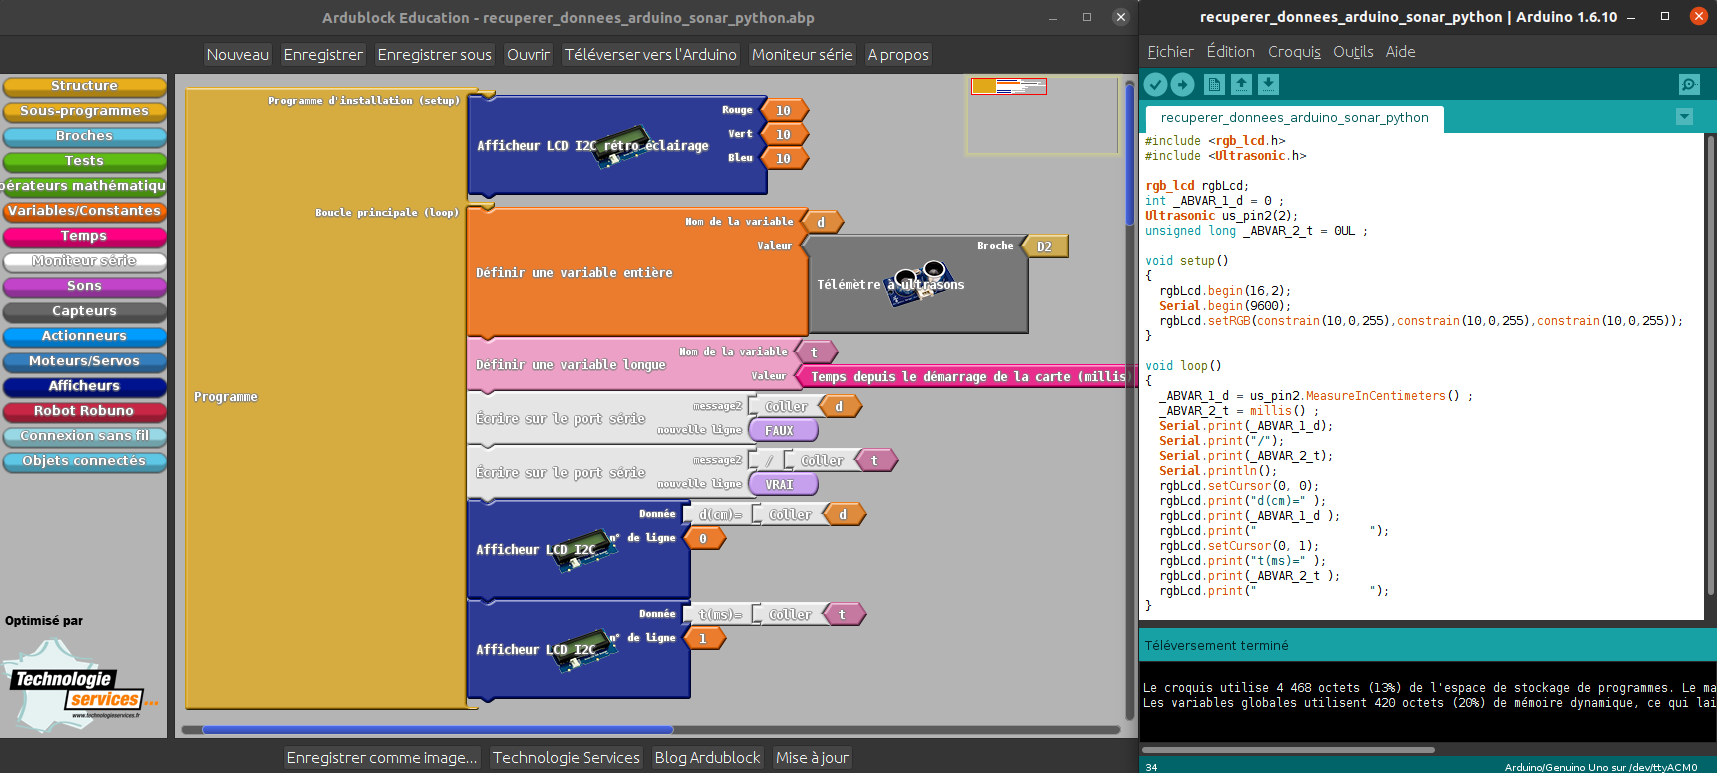 Ardublock Education - recuperer_donnees_arduino_sonar_python.abp
Nouveau Enregistrer Enregistrer sous Ouvrir Téléverser vers l'Arduino Moniteur série A propos
Structure
Sous-programmes
Broches
Tests
pérateurs mathématiqu
Variables/Constantes
Temps
Moniteur série
Sons
Capteurs
Actionneurs
Moteurs/Servos
Afficheurs
Robot Robuno
Connexion sans fil
Objets connectés
Optimisé par
Technologie
services...
www.technologieservices.fr
Programme
Programme d'installation (setup)
Afficheur LCD I2C rétro éclairage
Rouge 10
Vert 10
Bleu 10
Boucle principale (loop)
Définir une variable entière
Nom de la variable d
Valeur
Télémètre à ultrasons
Broche D2
Définir une variable longue
Nom de la variable t
Valeur Temps depuis le démarrage de la carte (millis)
Écrire sur le port série
message2 Coller d
nouvelle ligne FAUX
Écrire sur le port série
message2 / Coller t
nouvelle ligne VRAI
Afficheur LCD I2C
Donnée d(cm)= Coller d
n° de ligne 0
Afficheur LCD I2C
Donnée t(ms)= Coller t
n° de ligne 1
Enregistrer comme image... Technologie Services Blog Ardublock Mise à jour
recuperer_donnees_arduino_sonar_python | Arduino 1.6.10
Fichier Édition Croquis Outils Aide
recuperer_donnees_arduino_sonar_python
#include <rgb_lcd.h>
#include <Ultrasonic.h>
rgb_lcd rgbLcd;
int _ABVAR_1_d = 0 ;
Ultrasonic us_pin2(2);
unsigned long _ABVAR_2_t = 0UL ;
void setup()
{
rgbLcd.begin(16,2);
Serial.begin(9600);
rgbLcd.setRGB(constrain(10,0,255),constrain(10,0,255),constrain(10,0,255));
}
void loop()
{
_ABVAR_1_d = us_pin2.MeasureInCentimeters() ;
_ABVAR_2_t = millis() ;
Serial.print(_ABVAR_1_d);
Serial.print("/");
Serial.print(_ABVAR_2_t);
Serial.println();
rgbLcd.setCursor(0, 0);
rgbLcd.print("d(cm)=" );
rgbLcd.print(_ABVAR_1_d );
rgbLcd.print("               ");
rgbLcd.setCursor(0, 1);
rgbLcd.print("t(ms)=" );
rgbLcd.print(_ABVAR_2_t );
rgbLcd.print("               ");
}
Téléversement terminé
Le croquis utilise 4 468 octets (13%) de l'espace de stockage de programmes. Le ma
Les variables globales utilisent 420 octets (20%) de mémoire dynamique, ce qui lai
34 Arduino/Genuino Uno sur /dev/ttyACM0